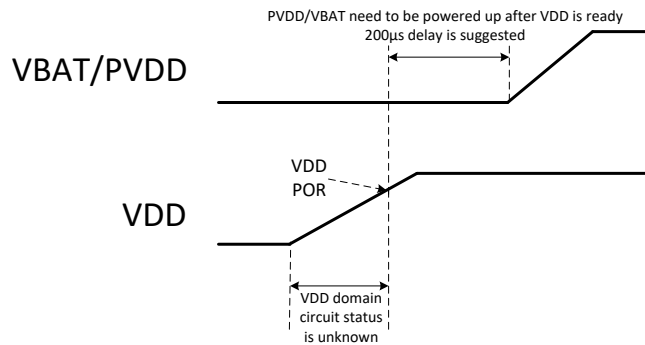 PVDD/VBAT need to be powered up after VDD is ready
200µs delay is suggested
VBAT/PVDD
VDD
POR
VDD
VDD domain
circuit status
is unknown